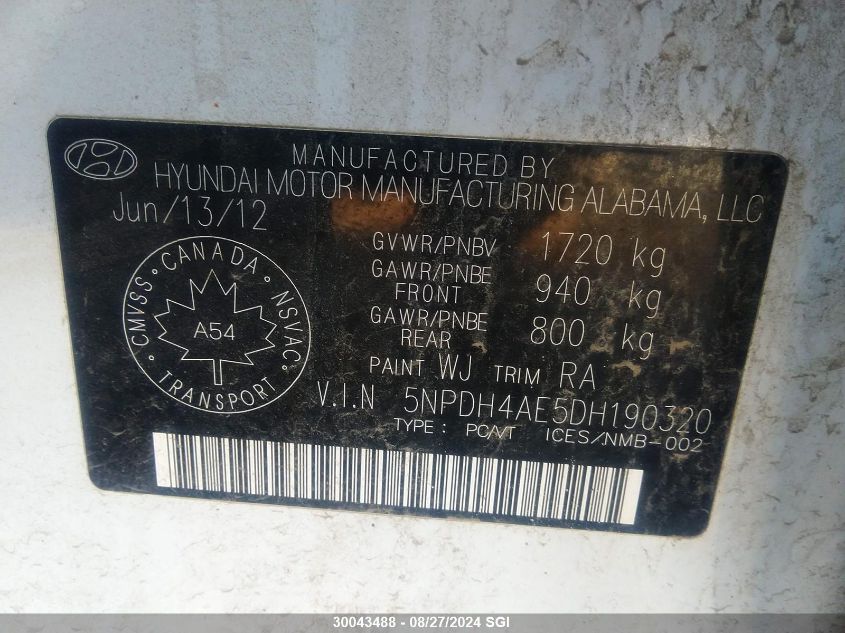 MANUFACTURED BY
HYUNDAI MOTOR MANUFACTURING ALABAMA, LLC
Jun/13/12
GVWR/PNBV 1720 kg
GAWR/PNBE FRONT 940 kg
GAWR/PNBE REAR 800 kg
CANADA
CMVSS NSVAC
A54
TRANSPORT
PAINT WJ TRIM RA
V.I.N 5NPDH4AE5DH190320
TYPE: PC/VT ICES/NMB-002
30043488 - 08/27/2024 SGI